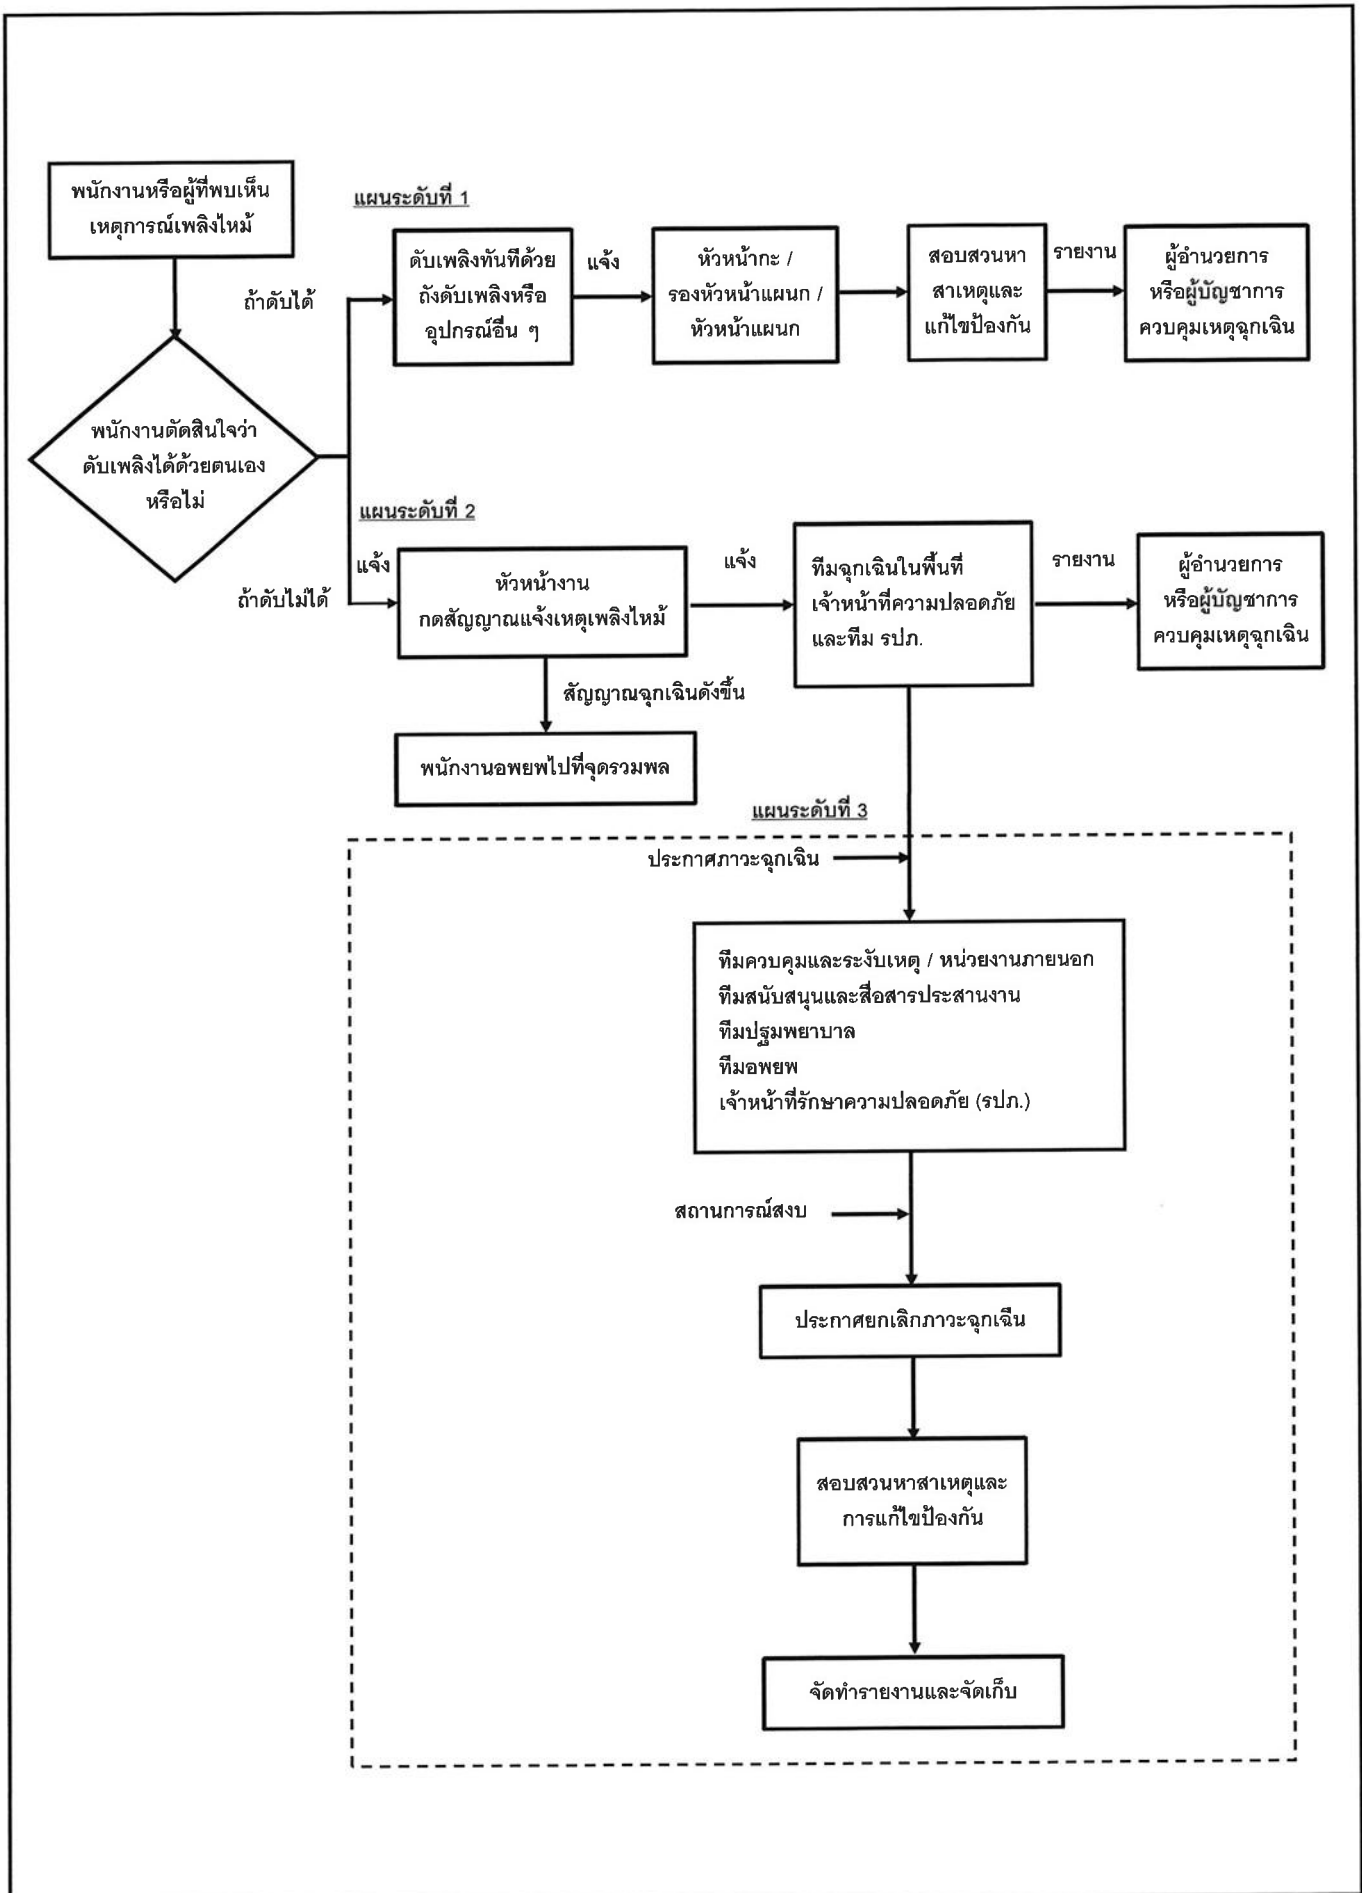 พนักงานหรือผู้ที่พบเห็น
เหตุการณ์เพลิงไหม้
แผนระดับที่ 1
ถ้าดับได้
ดับเพลิงทันทีด้วย
ถังดับเพลิงหรือ
อุปกรณ์อื่น ๆ
แจ้ง
หัวหน้ากะ /
รองหัวหน้าแผนก /
หัวหน้าแผนก
สอบสวนหา
สาเหตุและ
แก้ไขป้องกัน
รายงาน
ผู้อำนวยการ
หรือผู้บัญชาการ
ควบคุมเหตุฉุกเฉิน
พนักงานตัดสินใจว่า
ดับเพลิงได้ด้วยตนเอง
หรือไม่
แผนระดับที่ 2
ถ้าดับไม่ได้
แจ้ง
หัวหน้างาน
กดสัญญาณแจ้งเหตุเพลิงไหม้
แจ้ง
ทีมฉุกเฉินในพื้นที่
เจ้าหน้าที่ความปลอดภัย
และทีม รปภ.
รายงาน
ผู้อำนวยการ
หรือผู้บัญชาการ
ควบคุมเหตุฉุกเฉิน
สัญญาณฉุกเฉินดังขึ้น
พนักงานอพยพไปที่จุดรวมพล
แผนระดับที่ 3
ประกาศภาวะฉุกเฉิน
ทีมควบคุมและระงับเหตุ / หน่วยงานภายนอก
ทีมสนับสนุนและสื่อสารประสานงาน
ทีมปฐมพยาบาล
ทีมอพยพ
เจ้าหน้าที่รักษาความปลอดภัย (รปภ.)
สถานการณ์สงบ
ประกาศยกเลิกภาวะฉุกเฉิน
สอบสวนหาสาเหตุและ
การแก้ไขป้องกัน
จัดทำรายงานและจัดเก็บ